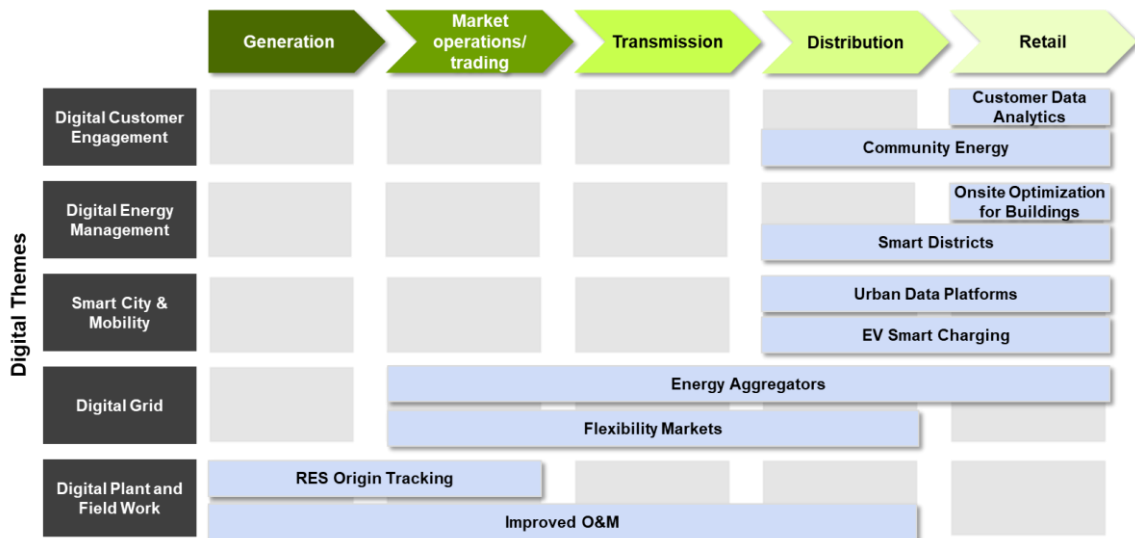 Generation
Market
operations/
trading
Transmission
Distribution
Retail
Digital Themes
Digital Customer
Engagement
Customer Data
Analytics
Community Energy
Digital Energy
Management
Onsite Optimization
for Buildings
Smart Districts
Smart City &
Mobility
Urban Data Platforms
EV Smart Charging
Digital Grid
Energy Aggregators
Flexibility Markets
Digital Plant and
Field Work
RES Origin Tracking
Improved O&M